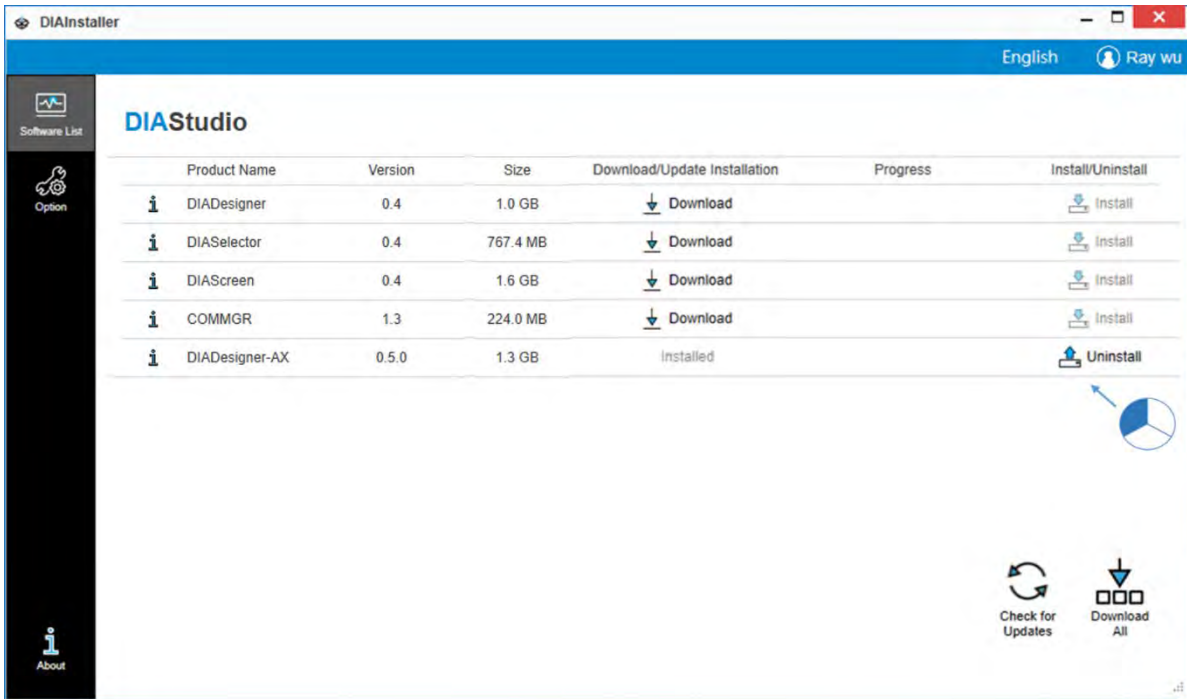 DIAInstaller
English Ray wu
Software List
Option
About
DIAStudio
Product Name Version Size Download/Update Installation Progress Install/Uninstall
DIADesigner 0.4 1.0 GB Download Install
DIASelector 0.4 767.4 MB Download Install
DIAScreen 0.4 1.6 GB Download Install
COMMGR 1.3 224.0 MB Download Install
DIADesigner-AX 0.5.0 1.3 GB Installed Uninstall
Check for
Updates
Download
All